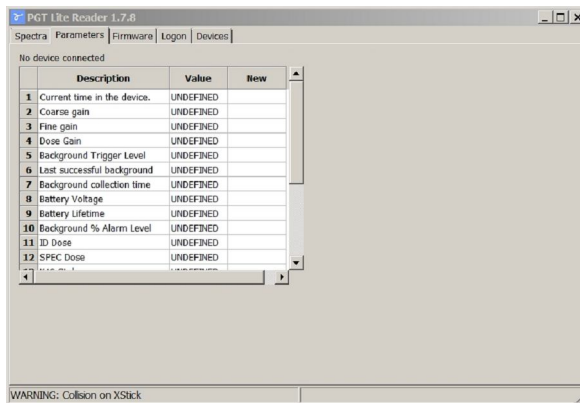 PGT Lite Reader 1.7.8
Spectra Parameters Firmware Logon Devices
No device connected
Description Value New
1 Current time in the device. UNDEFINED
2 Coarse gain UNDEFINED
3 Fine gain UNDEFINED
4 Dose Gain UNDEFINED
5 Background Trigger Level UNDEFINED
6 Last successful background UNDEFINED
7 Background collection time UNDEFINED
8 Battery Voltage UNDEFINED
9 Battery Lifetime UNDEFINED
10 Background % Alarm Level UNDEFINED
11 ID Dose UNDEFINED
12 SPEC Dose UNDEFINED
WARNING: Collision on XStick